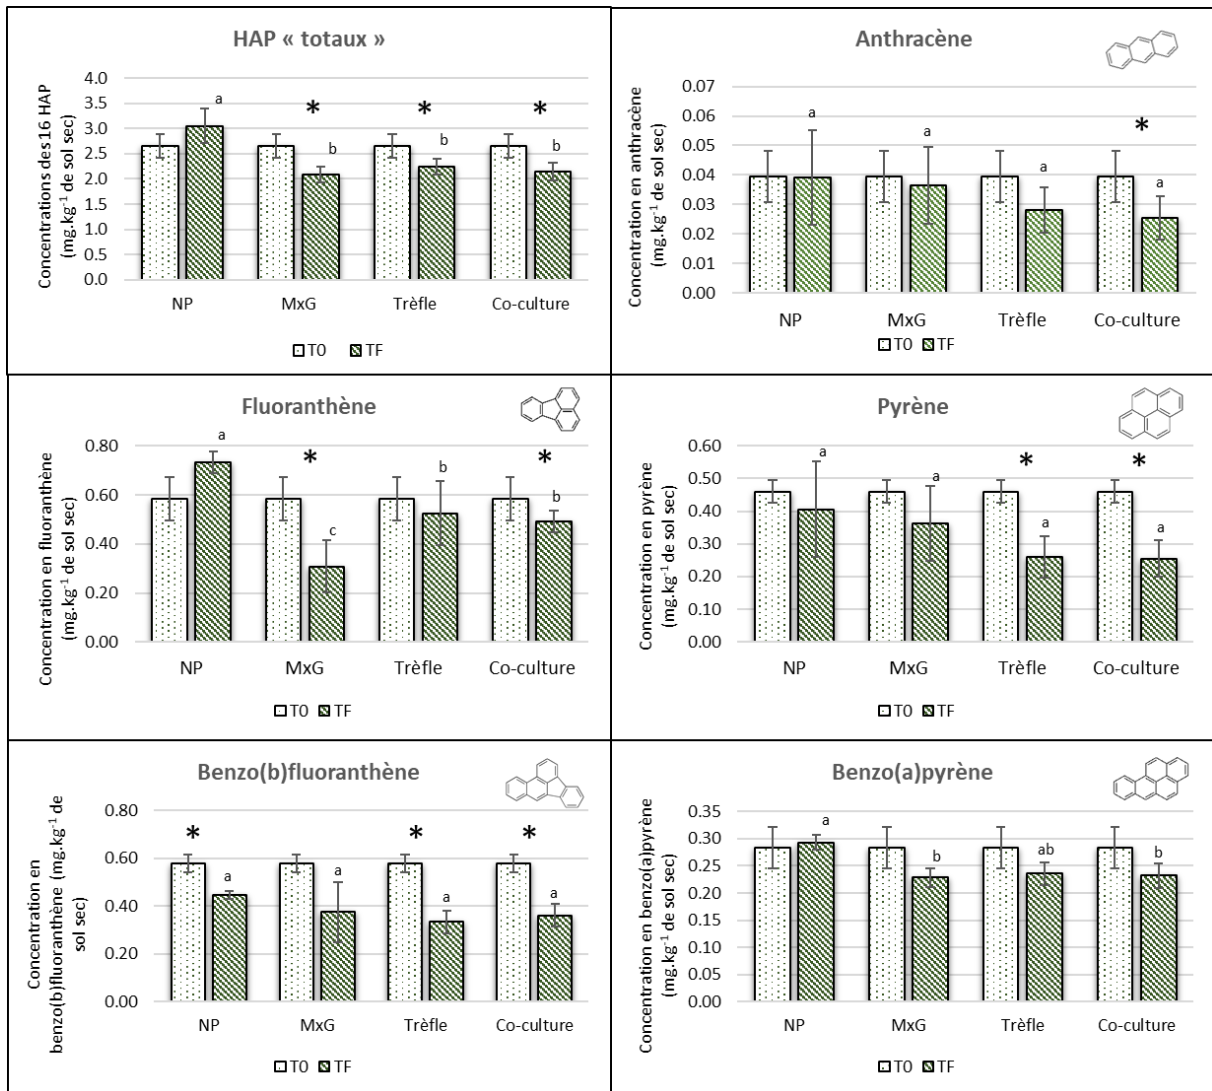 HAP « totaux »
Concentrations des 16 HAP
(mg.kg⁻¹ de sol sec)
4.0
3.5
3.0
2.5
2.0
1.5
1.0
0.5
0.0
a
*
b
*
b
*
b
NP
MxG
Trèfle
Co-culture
T0
TF
Anthracène
Concentration en anthracène
(mg.kg⁻¹ de sol sec)
0.07
0.06
0.05
0.04
0.03
0.02
0.01
0.00
a
a
a
*
a
NP
MxG
Trèfle
Co-culture
T0
TF
Fluoranthène
Concentration en fluoranthène
(mg.kg⁻¹ de sol sec)
0.80
0.60
0.40
0.20
0.00
a
*
c
b
*
b
NP
MxG
Trèfle
Co-culture
T0
TF
Pyrène
Concentration en pyrène
(mg.kg⁻¹ de sol sec)
0.60
0.50
0.40
0.30
0.20
0.10
0.00
a
a
*
a
*
a
NP
MxG
Trèfle
Co-culture
T0
TF
Benzo(b)fluoranthène
Concentration en
benzo(b)fluoranthène (mg.kg⁻¹ de
sol sec)
0.80
0.60
0.40
0.20
0.00
*
a
a
*
a
*
a
NP
MxG
Trèfle
Co-culture
T0
TF
Benzo(a)pyrène
Concentration en benzo(a)pyrène
(mg.kg⁻¹ de sol sec)
0.35
0.30
0.25
0.20
0.15
0.10
0.05
0.00
a
b
ab
b
NP
MxG
Trèfle
Co-culture
T0
TF